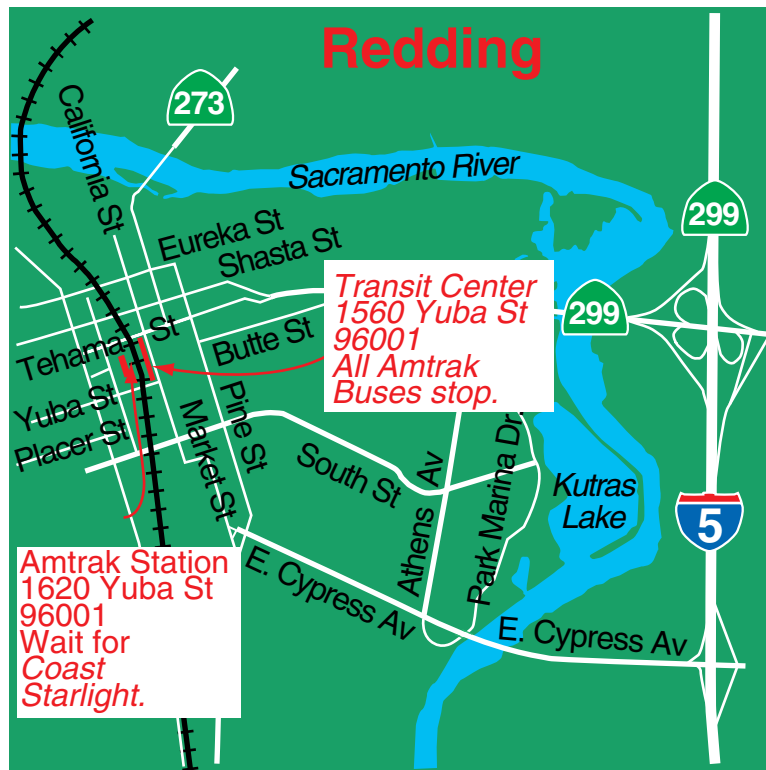 Redding
273
California St
Sacramento River
299
Eureka St
Shasta St
Transit Center
1560 Yuba St
96001
All Amtrak
Buses stop.
299
Tehama St
Butte St
Yuba St
Placer St
Market St
Pine St
South St
Athens Av
Park Marina Dr.
Kutras
Lake
5
Amtrak Station
1620 Yuba St
96001
Wait for
Coast
Starlight.
E. Cypress Av
E. Cypress Av